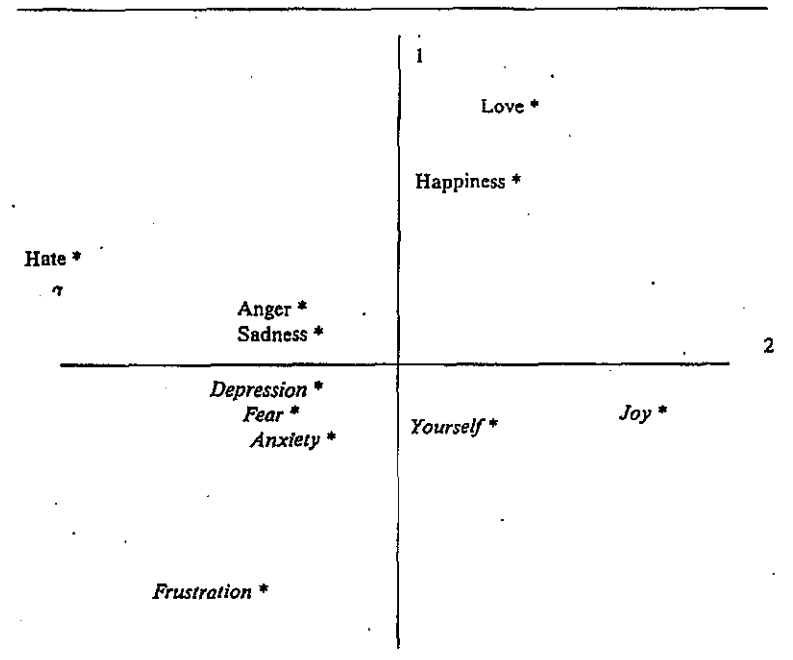 1
Love *
Happiness *
Hate *
Anger *
Sadness *
2
Depression *
Fear *
Anxiety *
Yourself *
Joy *
Frustration *